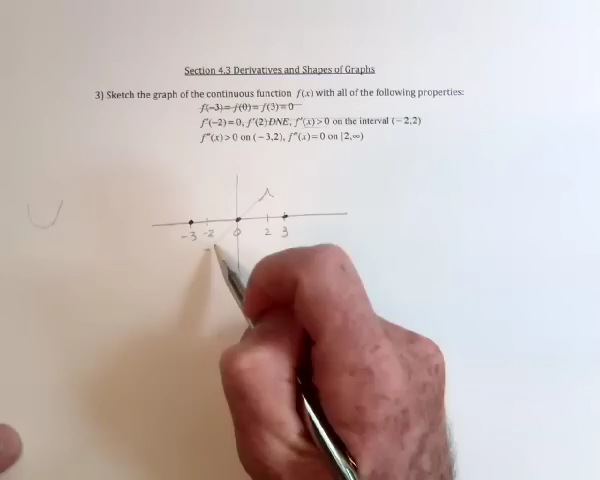 Section 4.3 Derivatives and Shapes of Graphs
3) Sketch the graph of the continuous function f(x) with all of the following properties:
f(−3)=f(0)=f(3)=0
f'(−2)=0, f'(2)DNE, f'(x)>0 on the interval (−2,2)
f''(x)>0 on (−3,2), f''(x)=0 on [2,∞)
-3 -2 0 2 3